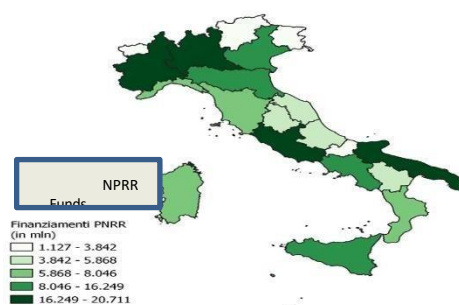 NPRR
Funds
Finanziamenti PNRR
(in mln)
1.127 - 3.842
3.842 - 5.868
5.868 - 8.046
8.046 - 16.249
16.249 - 20.711